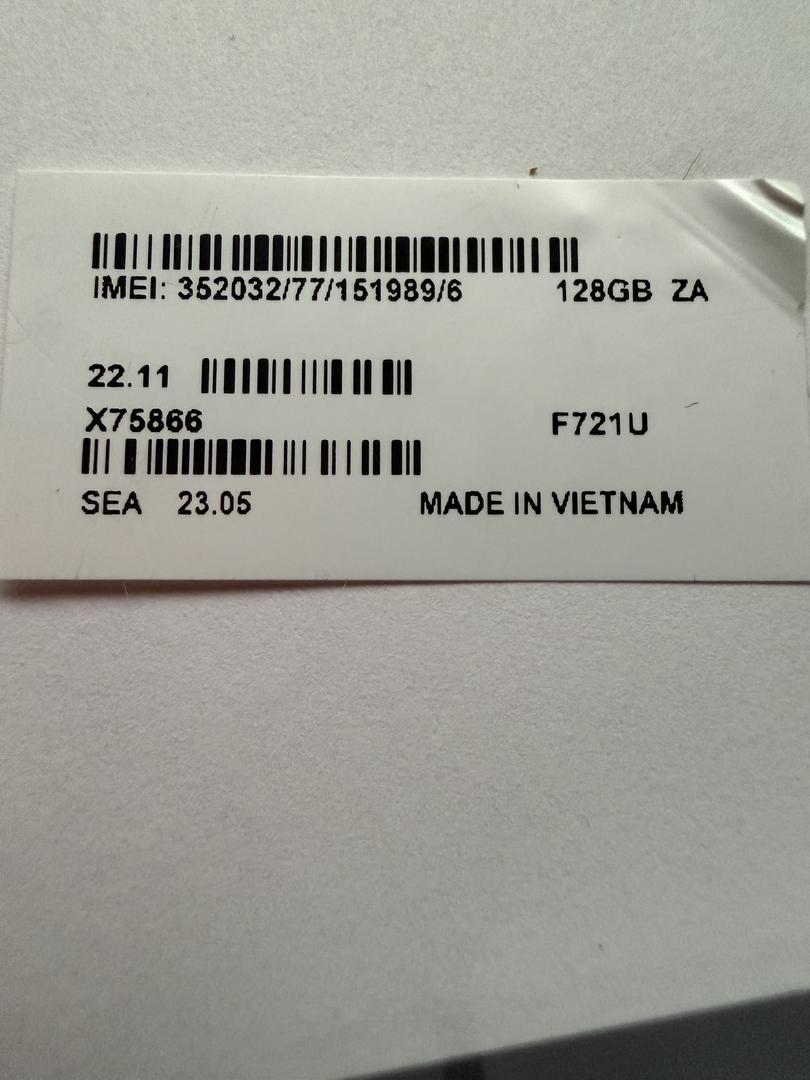 IMEI: 352032/77/151989/6 128GB ZA
22.11
X75866 F721U
SEA 23.05 MADE IN VIETNAM